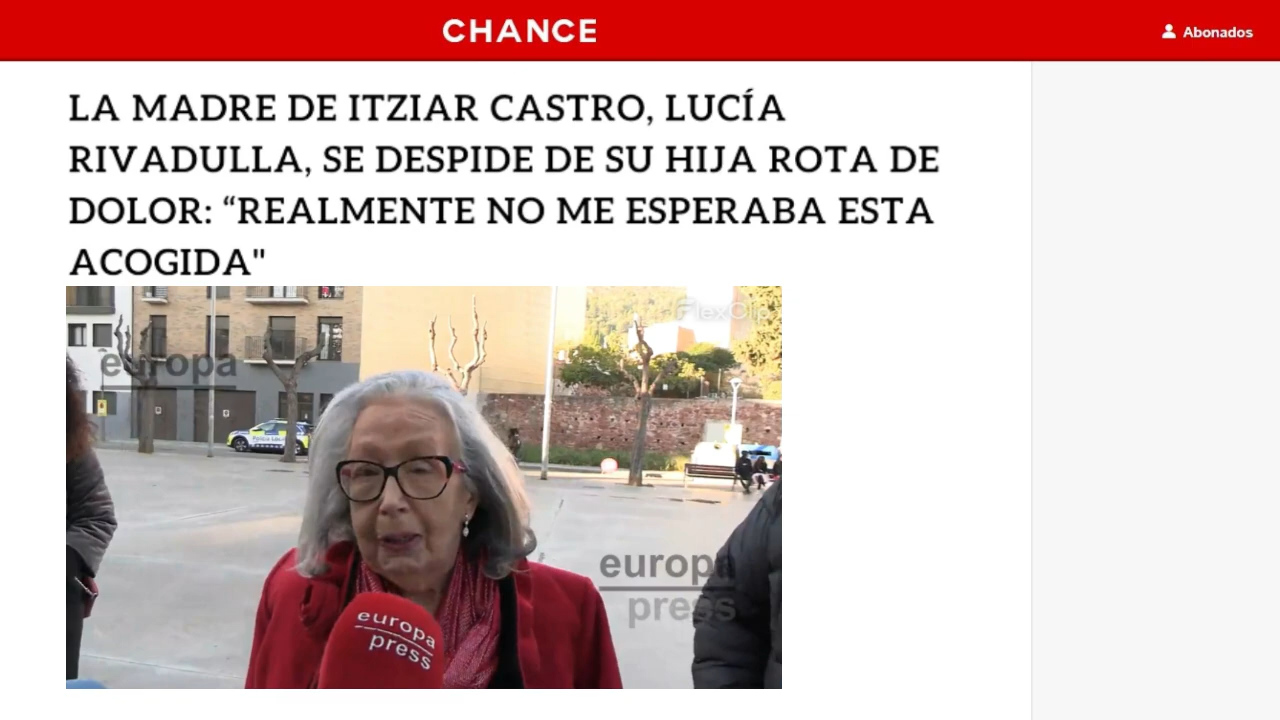 CHANCE
Abonados
LA MADRE DE ITZIAR CASTRO, LUCÍA
RIVADULLA, SE DESPIDE DE SU HIJA ROTA DE
DOLOR: “REALMENTE NO ME ESPERABA ESTA
ACOGIDA"
FlexClip
europa
europa
press
europa
press